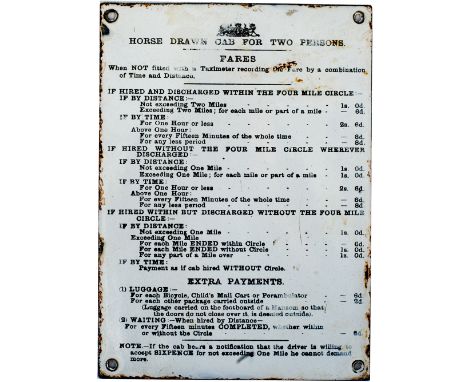 HORSE DRAWN CAB FOR TWO PERSONS.
FARES
When NOT fitted with a Taximeter recording the Fare by a combination
of Time and Distance.
IF HIRED AND DISCHARGED WITHIN THE FOUR MILE CIRCLE:—
IF BY DISTANCE:—
Not exceeding Two Miles - 1s. 0d.
Exceeding Two Miles; for each mile or part of a mile - — 6d.
IF BY TIME:—
For One Hour or less - 2s. 6d.
Above One Hour:
For every Fifteen Minutes of the whole time - — 8d.
For any less period - — 8d.
IF HIRED WITHOUT THE FOUR MILE CIRCLE WHEREVER
DISCHARGED:—
IF BY DISTANCE:
Not exceeding One Mile - 1s. 0d.
Exceeding One Mile; for each mile or part of a mile - 1s. 0d.
IF BY TIME:
For One Hour or less - 2s. 6d.
Above One Hour:
For every Fifteen Minutes of the whole time - — 8d.
For any less period - — 8d.
IF HIRED WITHIN BUT DISCHARGED WITHOUT THE FOUR MILE
CIRCLE:—
IF BY DISTANCE:
Not exceeding One Mile - 1s. 0d.
Exceeding One Mile
For each Mile ENDED within Circle - — 6d.
For each Mile ENDED without Circle - 1s. 0d.
For any part of a Mile over - 1s. 0d.
IF BY TIME:
Payment as if cab hired WITHOUT Circle.
EXTRA PAYMENTS.
(1) LUGGAGE:—
For each Bicycle, Child's Mail Cart or Perambulator - — 6d.
For each other package carried outside - — 2d.
(Luggage on the footboard of a Hansom so that
the doors do not close over it is deemed outside).
(2) WAITING:—When hired by Distance—
For every Fifteen minutes COMPLETED, whether within
or without the Circle - — 6d.
NOTE.—If the cab bears a notification that the driver is willing to
accept SIXPENCE for not exceeding One Mile he cannot demand
more.